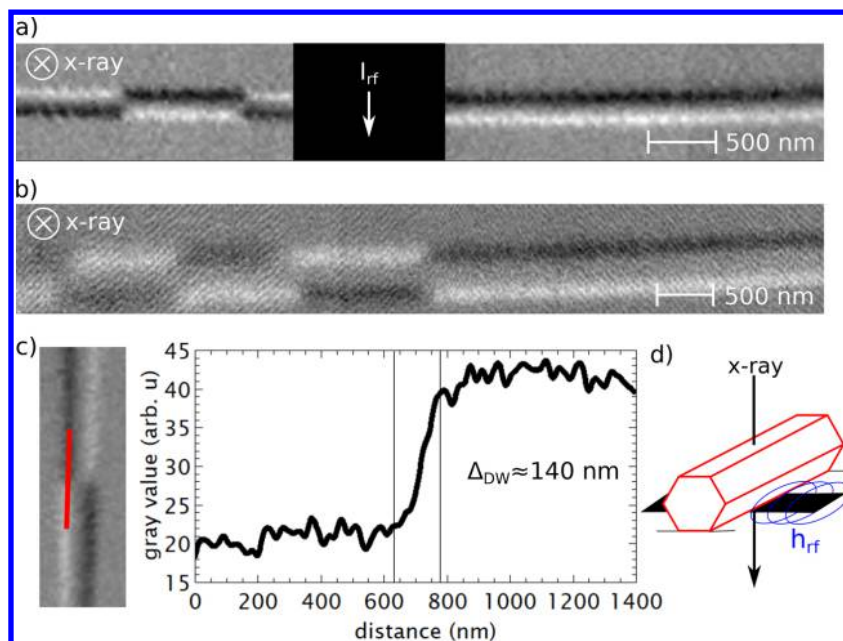 a)
⊗ x-ray
I_rf
500 nm
b)
⊗ x-ray
500 nm
c)
gray value (arb. u)
45
40
35
30
25
20
15
0 200 400 600 800 1000 1200 1400
distance (nm)
Δ_DW≈140 nm
d)
x-ray
h_rf